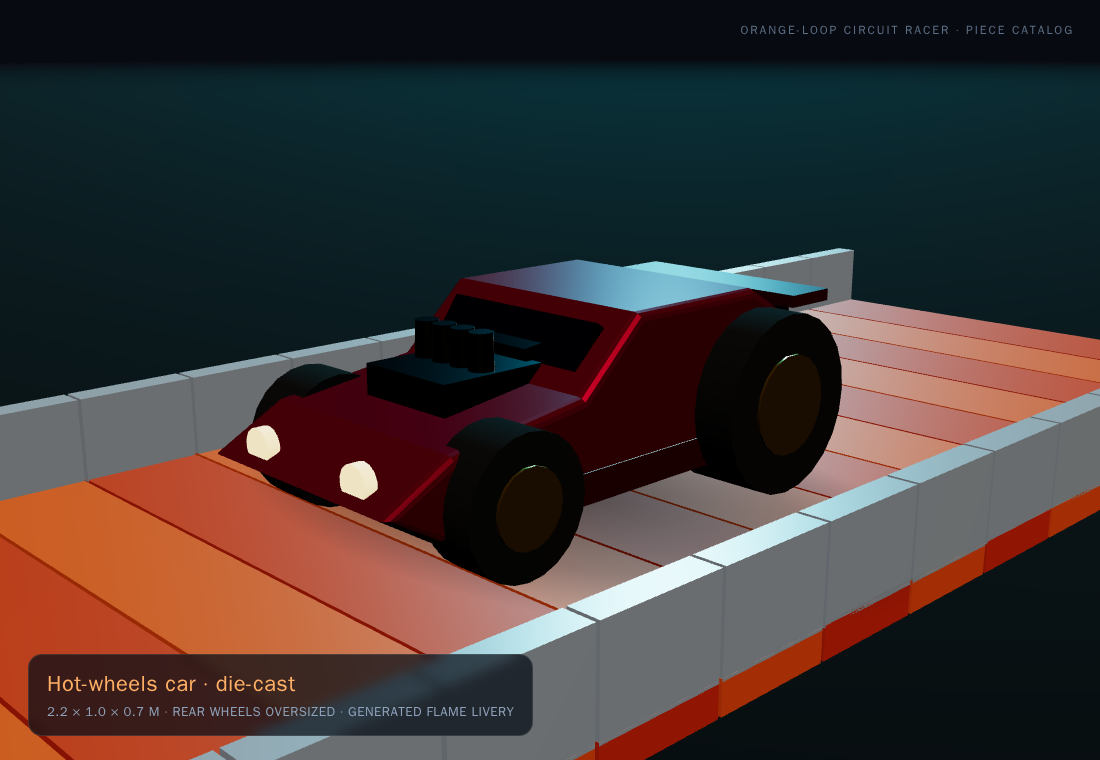 ORANGE-LOOP CIRCUIT RACER · PIECE CATALOG
Hot-wheels car · die-cast
2.2 × 1.0 × 0.7 M · REAR WHEELS OVERSIZED · GENERATED FLAME LIVERY